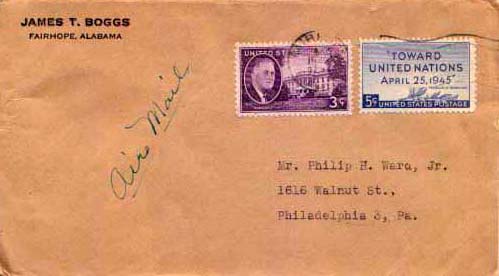 JAMES T. BOGGS
FAIRHOPE, ALABAMA
UNITED ST
3¢
"TOWARD
UNITED NATIONS
APRIL 25, 1945"
5¢ UNITED STATES POSTAGE
Air Mail
Mr. Philip H. Ward, Jr.
1616 Walnut St.,
Philadelphia 3, Pa.